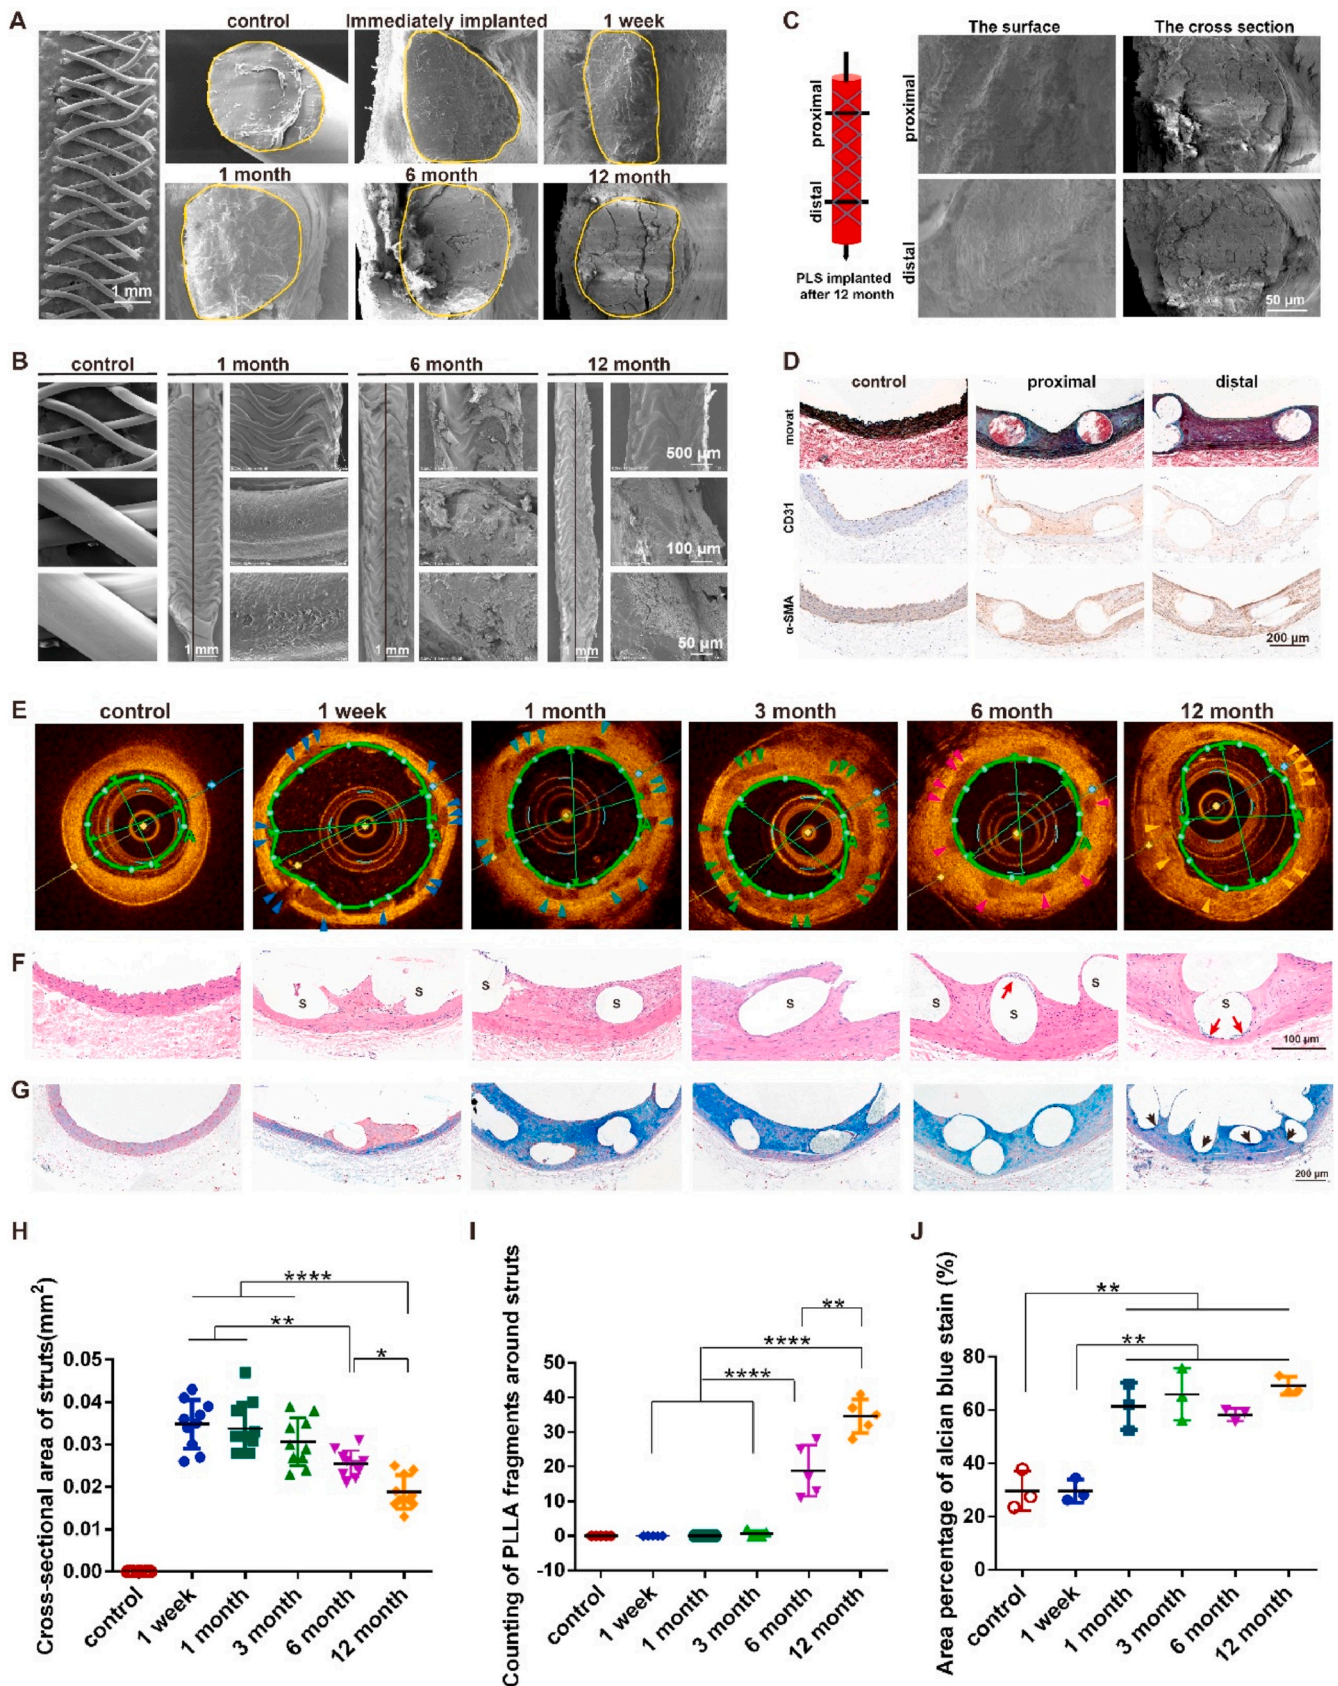 A
control
Immediately implanted
1 week
1 month
6 month
12 month
1 mm
B
control
1 month
6 month
12 month
500 µm
100 µm
1 mm
1 mm
1 mm
50 µm
C
The surface
The cross section
proximal
distal
proximal
distal
PLS implanted
after 12 month
50 µm
D
control
proximal
distal
movat
CD31
α-SMA
200 µm
E
control
1 week
1 month
3 month
6 month
12 month
F
S
S
S
S
S
S
S
S
100 µm
G
200 µm
H
Cross-sectional area of struts(mm²)
****
**
*
0.05
0.04
0.03
0.02
0.01
0.00
control
1 week
1 month
3 month
6 month
12 month
I
Counting of PLLA fragments around struts
**
****
****
50
40
30
20
10
0
-10
control
1 week
1 month
3 month
6 month
12 month
J
Area percentage of alcian blue stain (%)
**
**
80
60
40
20
0
control
1 week
1 month
3 month
6 month
12 month